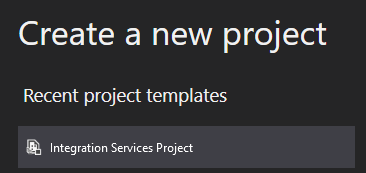 Create a new project
Recent project templates
Integration Services Project